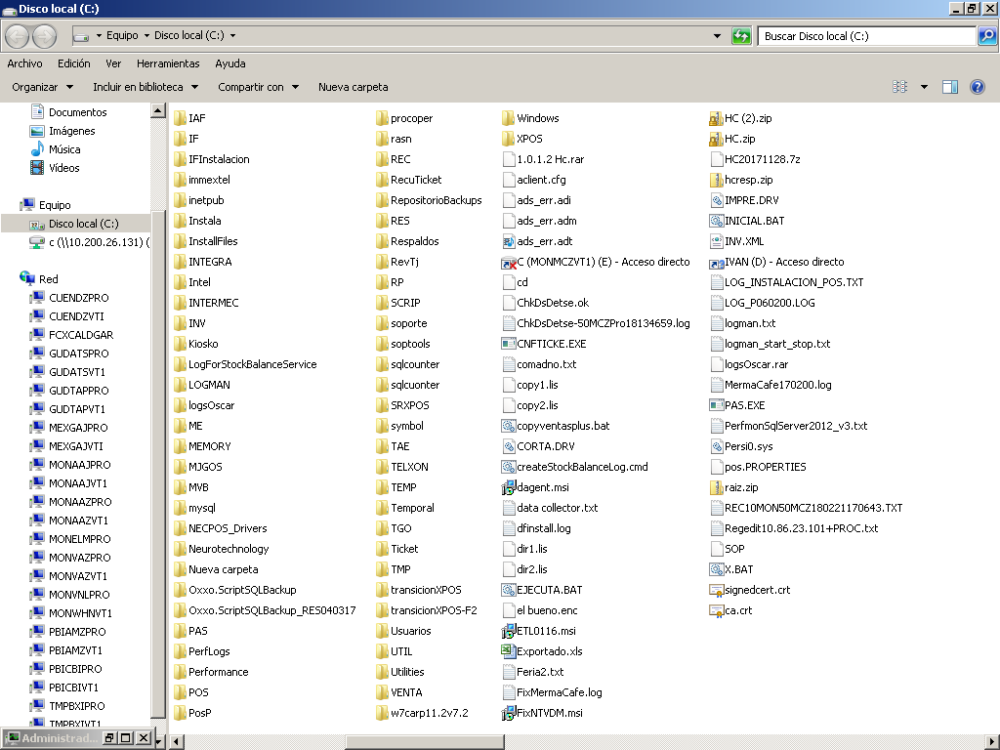 Disco local (C:)
Equipo Disco local (C:)
Buscar Disco local (C:)
Archivo Edición Ver Herramientas Ayuda
Organizar Incluir en biblioteca Compartir con Nueva carpeta
Documentos
Imágenes
Música
Vídeos
Equipo
Disco local (C:)
c (\\10.200.26.131) (
Red
CUENDZPRO
CUENDZVTI
FCXCALDGAR
GUDATSPRO
GUDATSVT1
GUDTAPPRO
GUDTAPVT1
MEXGAJPRO
MEXGAJVTI
MONAAJPRO
MONAAJVT1
MONAAZPRO
MONAAZVT1
MONELMPRO
MONVAZPRO
MONVAZVT1
MONVNLPRO
MONWHNVT1
PBIAMZPRO
PBIAMZVT1
PBICBIPRO
PBICBIVT1
TMPBXIPRO
TMPBXIVT1
Administrad...
IAF
IF
IFInstalacion
immextel
inetpub
Instala
InstallFiles
INTEGRA
Intel
INTERMEC
INV
Kiosko
LogForStockBalanceService
LOGMAN
logsOscar
ME
MEMORY
MJGOS
MVB
mysql
NECPOS_Drivers
Neurotechnology
Nueva carpeta
Oxxo.ScriptSQLBackup
Oxxo.ScriptSQLBackup_RES040317
PAS
PerfLogs
Performance
POS
PosP
procoper
rasn
REC
RecuTicket
RepositorioBackups
RES
Respaldos
RevTj
RP
SCRIP
soporte
soptools
sqlcounter
sqlcuonter
SRXPOS
symbol
TAE
TELXON
TEMP
Temporal
TGO
Ticket
TMP
transicionXPOS
transicionXPOS-F2
Usuarios
UTIL
Utilities
VENTA
w7carp11.2v7.2
Windows
XPOS
1.0.1.2 Hc.rar
aclient.cfg
ads_err.adi
ads_err.adm
ads_err.adt
C (MONMCZVT1) (E) - Acceso directo
cd
ChkDsDetse.ok
ChkDsDetse-50MCZPro18134659.log
CNFTICKE.EXE
comadno.txt
copy1.lis
copy2.lis
copyventasplus.bat
CORTA.DRV
createStockBalanceLog.cmd
dagent.msi
data collector.txt
dfinstall.log
dir1.lis
dir2.lis
EJECUTA.BAT
el bueno.enc
ETL0116.msi
Exportado.xls
Feria2.txt
FixMermaCafe.log
FixNTVDM.msi
HC (2).zip
HC.zip
HC20171128.7z
hcresp.zip
IMPRE.DRV
INICIAL.BAT
INV.XML
IVAN (D) - Acceso directo
LOG_INSTALACION_POS.TXT
LOG_P060200.LOG
logman.txt
logman_start_stop.txt
logsOscar.rar
MermaCafe170200.log
PAS.EXE
PerfmonSqlServer2012_v3.txt
Persi0.sys
pos.PROPERTIES
raiz.zip
REC10MON50MCZ180221170643.TXT
Regedit10.86.23.101+PROC.txt
SOP
X.BAT
signedcert.crt
ca.crt